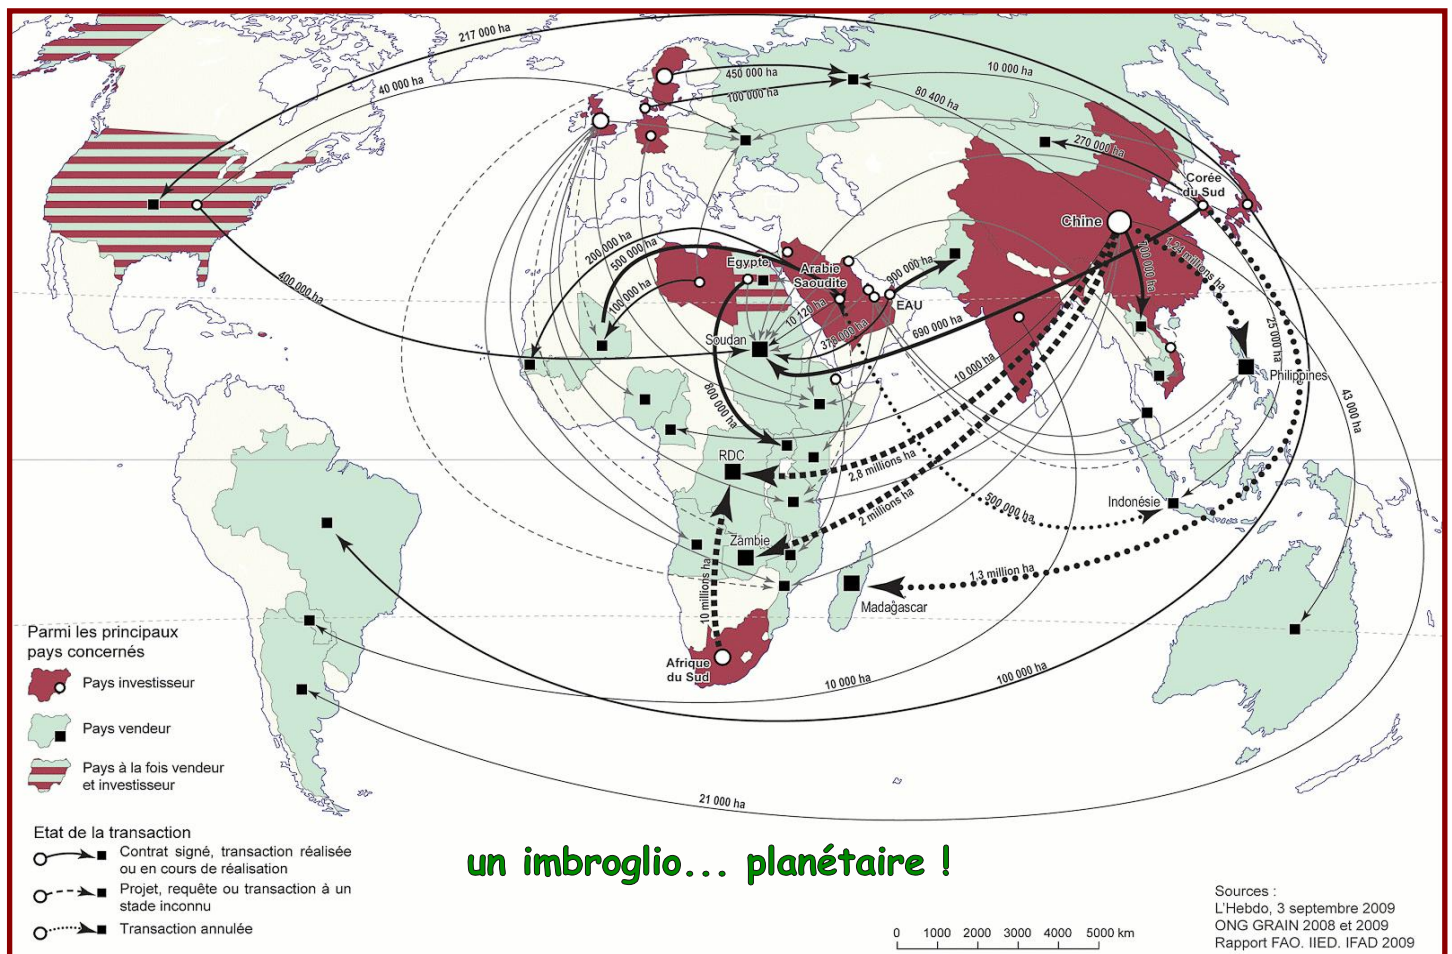 217 000 ha
40 000 ha
450 000 ha
100 000 ha
10 000 ha
80 400 ha
270 000 ha
Corée
du Sud
Chine
1,24 millions ha
700 000 ha
200 000 ha
500 000 ha
100 000 ha
Egypte
Arabie
Saoudite
900 000 ha
EAU
10 120 ha
378 000 ha
690 000 ha
400 000 ha
Soudan
25 000 ha
Philippines
10 000 ha
43 000 ha
800 000 ha
RDC
2,8 millions ha
2 millions ha
500 000 ha
Indonésie
Zambie
10 millions ha
1,3 million ha
Madagascar
Afrique
du Sud
10 000 ha
100 000 ha
21 000 ha
Parmi les principaux
pays concernés
Pays investisseur
Pays vendeur
Pays à la fois vendeur
et investisseur
Etat de la transaction
Contrat signé, transaction réalisée
ou en cours de réalisation
Projet, requête ou transaction à un
stade inconnu
Transaction annulée
un imbroglio... planétaire !
0 1000 2000 3000 4000 5000 km
Sources :
L'Hebdo, 3 septembre 2009
ONG GRAIN 2008 et 2009
Rapport FAO. IIED. IFAD 2009